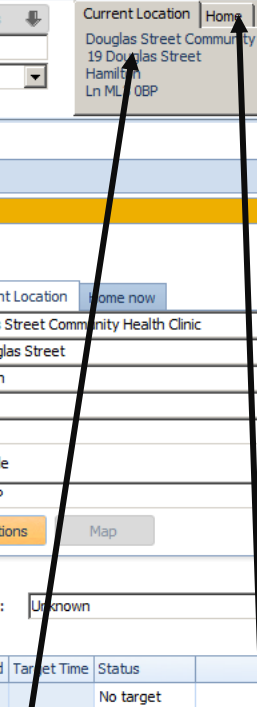 Current Location Home
Douglas Street Community
19 Douglas Street
Hamilton
Ln ML3 0BP
nt Location Home now
s Street Community Health Clinic
glas Street
n
le
tions Map
: Unknown
d Target Time Status
No target